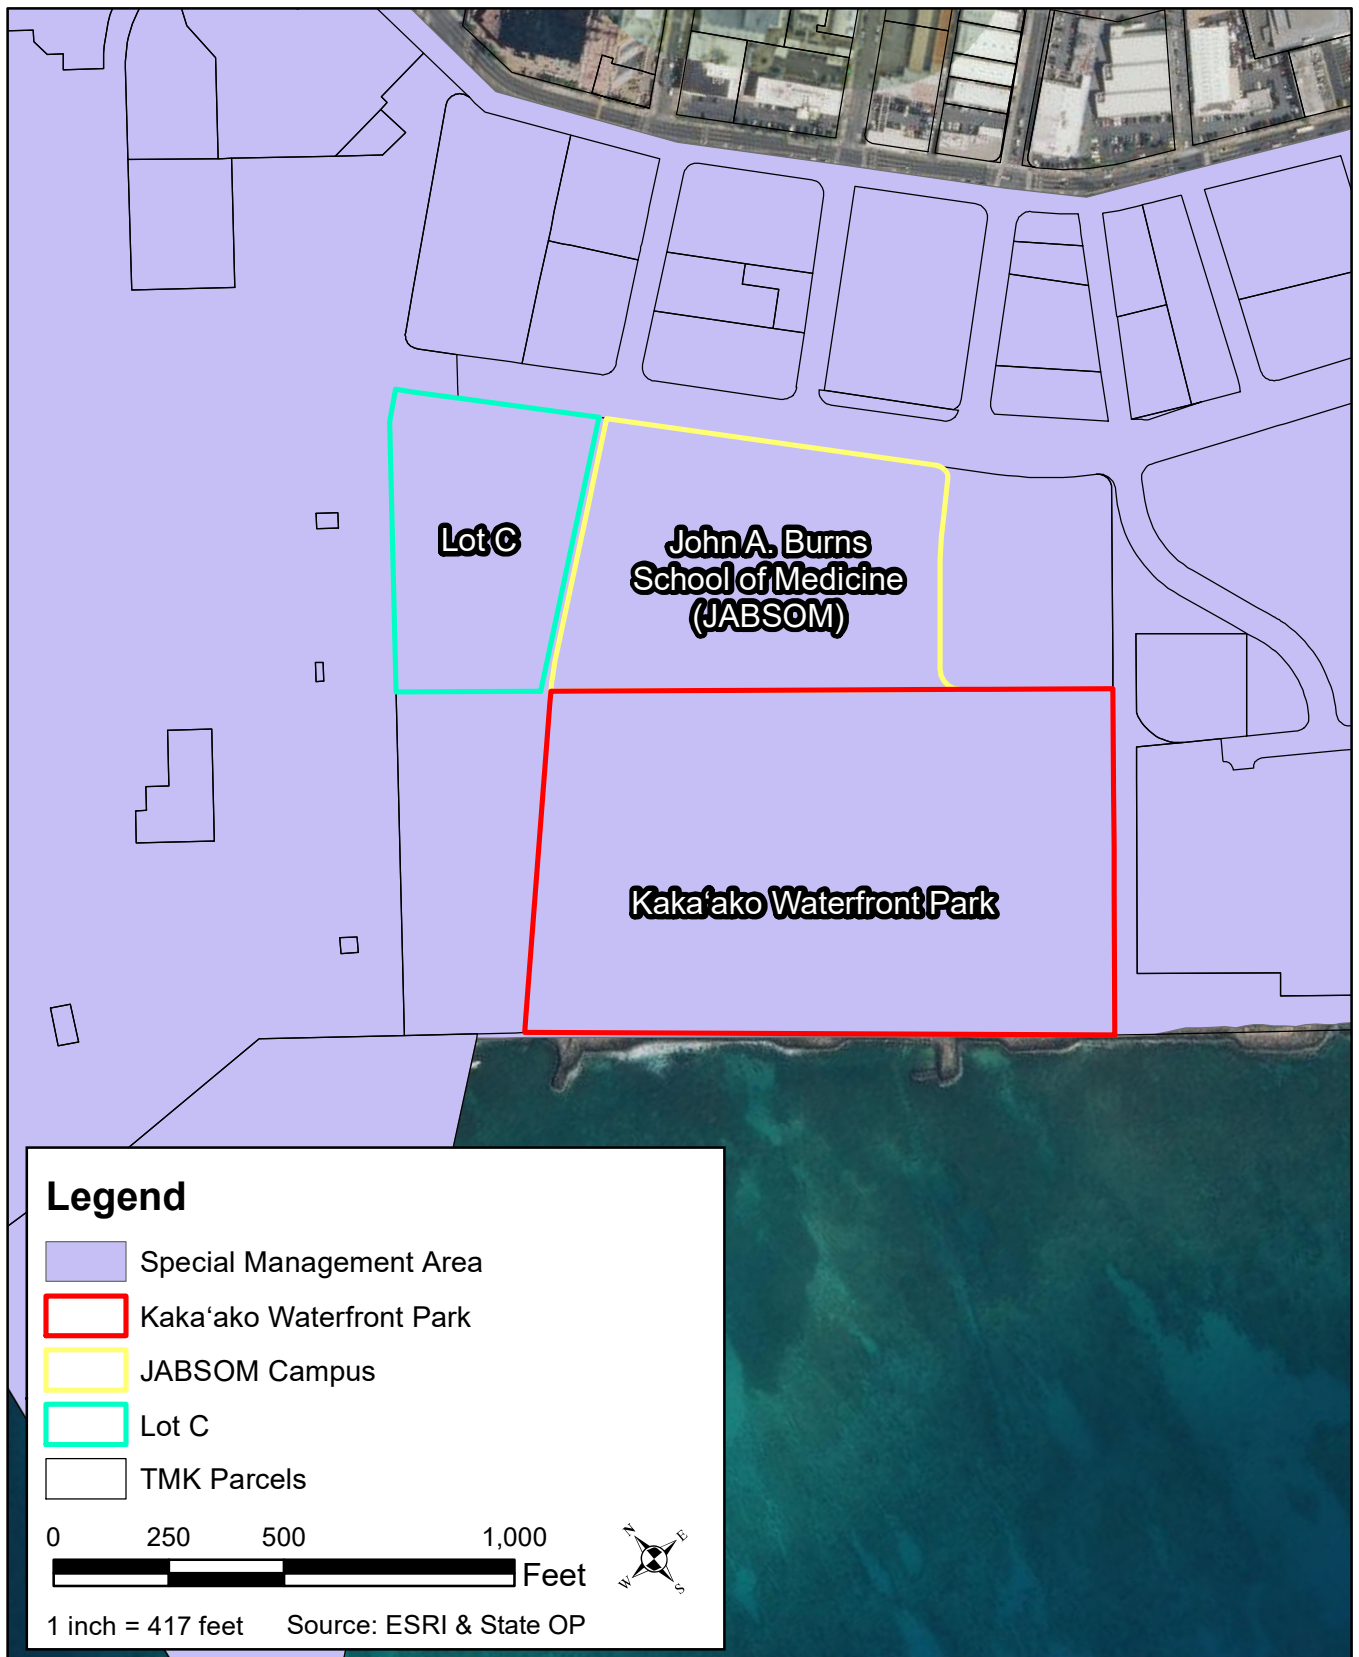 Lot C
John A. Burns
School of Medicine
(JABSOM)
Kaka‘ako Waterfront Park
Legend
Special Management Area
Kaka‘ako Waterfront Park
JABSOM Campus
Lot C
TMK Parcels
0 250 500 1,000
Feet
N E
W S
1 inch = 417 feet Source: ESRI & State OP